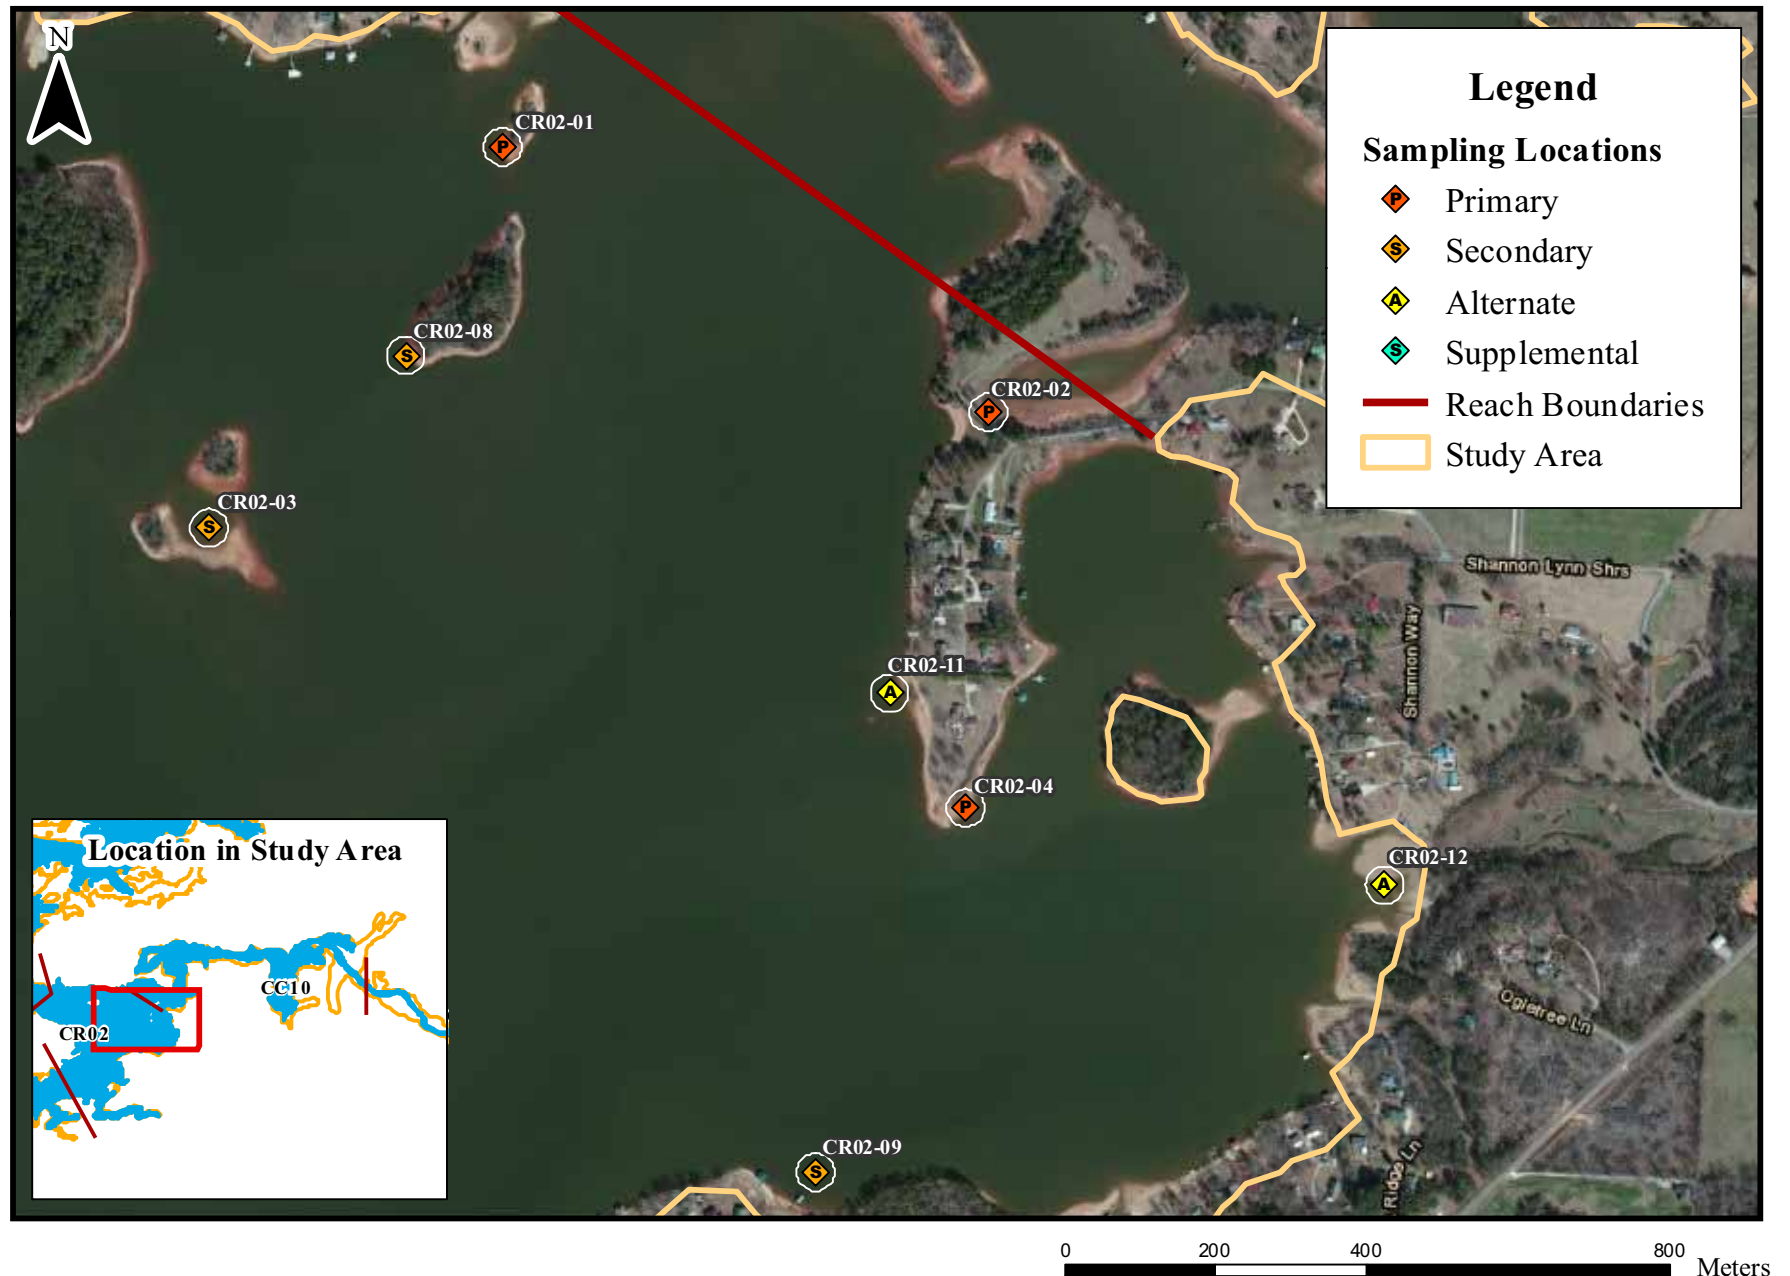 N
CR02-01
CR02-08
CR02-02
CR02-03
CR02-11
CR02-04
CR02-12
CR02-09
Shannon Lynn Shrs
Shannon Way
Ogletree Ln
Ridge Ln
Legend
Sampling Locations
P Primary
S Secondary
A Alternate
S Supplemental
Reach Boundaries
Study Area
P
S
P
S
A
P
A
S
Location in Study Area
CC10
CR02
0 200 400 800
Meters